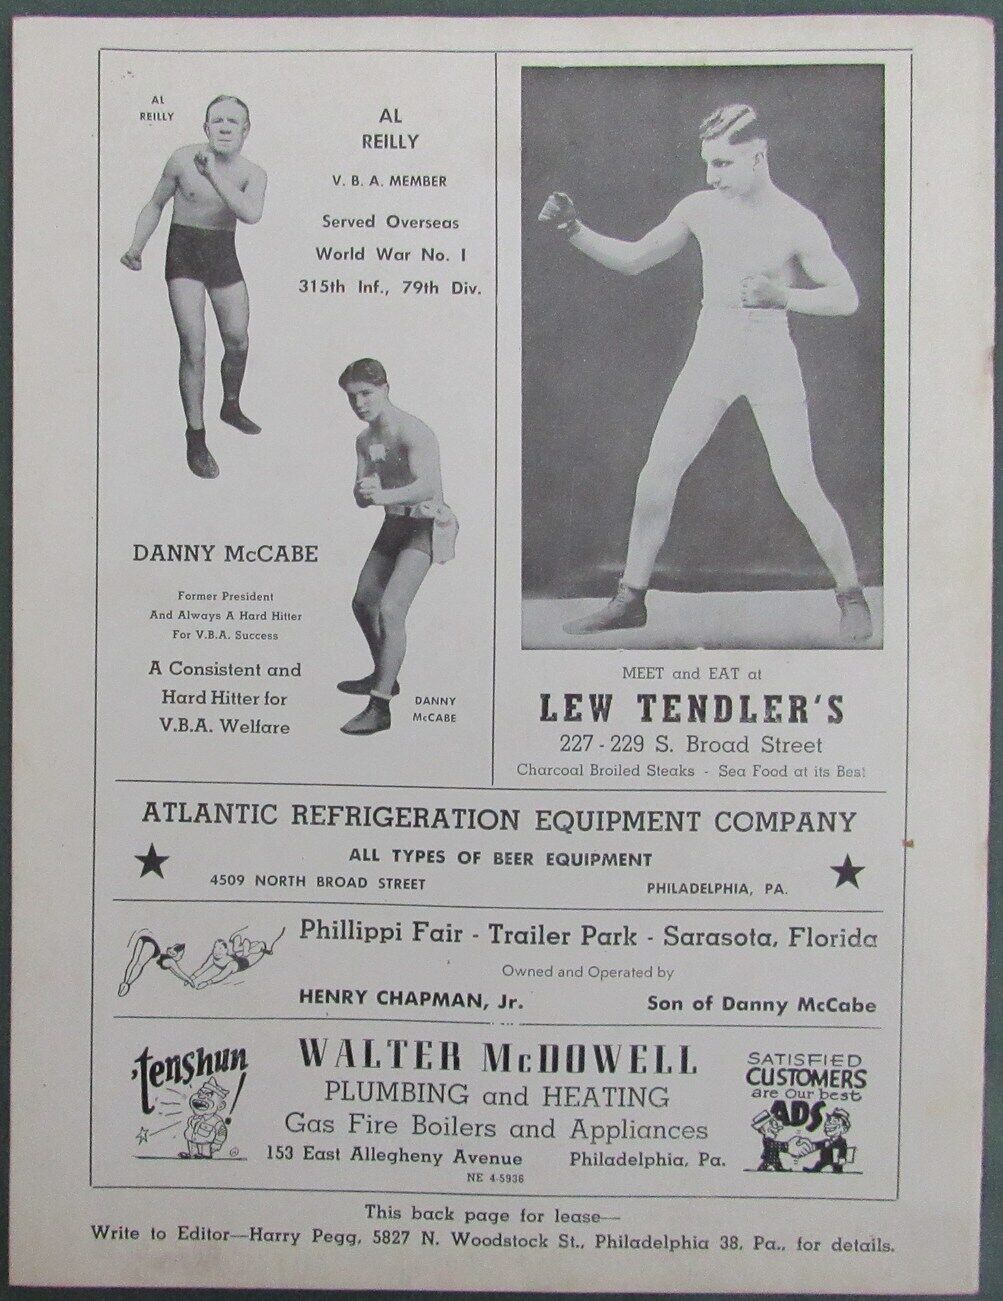 AL
REILLY
AL
REILLY
V. B. A. MEMBER
Served Overseas
World War No. I
315th Inf., 79th Div.
DANNY McCABE
Former President
And Always A Hard Hitter
For V.B.A. Success
A Consistent and
Hard Hitter for
V.B.A. Welfare
DANNY
McCABE
MEET and EAT at
LEW TENDLER'S
227 - 229 S. Broad Street
Charcoal Broiled Steaks - Sea Food at its Best
ATLANTIC REFRIGERATION EQUIPMENT COMPANY
ALL TYPES OF BEER EQUIPMENT
4509 NORTH BROAD STREET PHILADELPHIA, PA.
Phillippi Fair - Trailer Park - Sarasota, Florida
Owned and Operated by
HENRY CHAPMAN, Jr. Son of Danny McCabe
'tenshun!
WALTER McDOWELL
PLUMBING and HEATING
Gas Fire Boilers and Appliances
153 East Allegheny Avenue Philadelphia, Pa.
NE 4-5936
SATISFIED
CUSTOMERS
are our best
ADS
This back page for lease—
Write to Editor—Harry Pegg, 5827 N. Woodstock St., Philadelphia 38, Pa., for details.